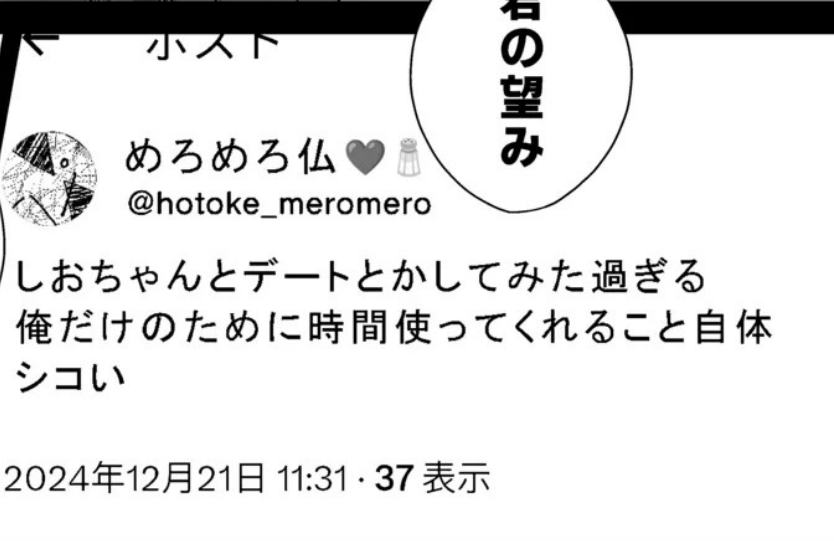 君の望み
ポスト
めろめろ仏🖤🧂
@hotoke_meromero
しおちゃんとデートとかしてみた過ぎる
俺だけのために時間使ってくれること自体
シコい
2024年12月21日 11:31 · 37 表示